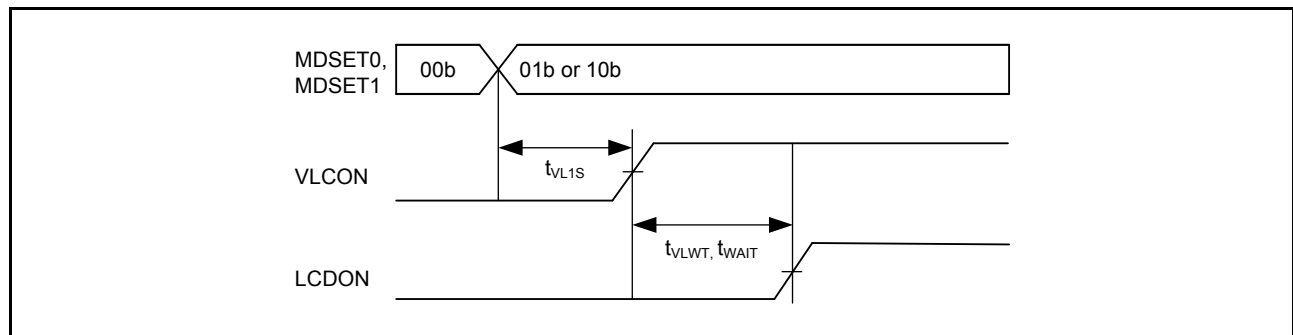 MDSET0,
MDSET1
00b
01b or 10b
tVL1S
VLCON
tVLWT, tWAIT
LCDON